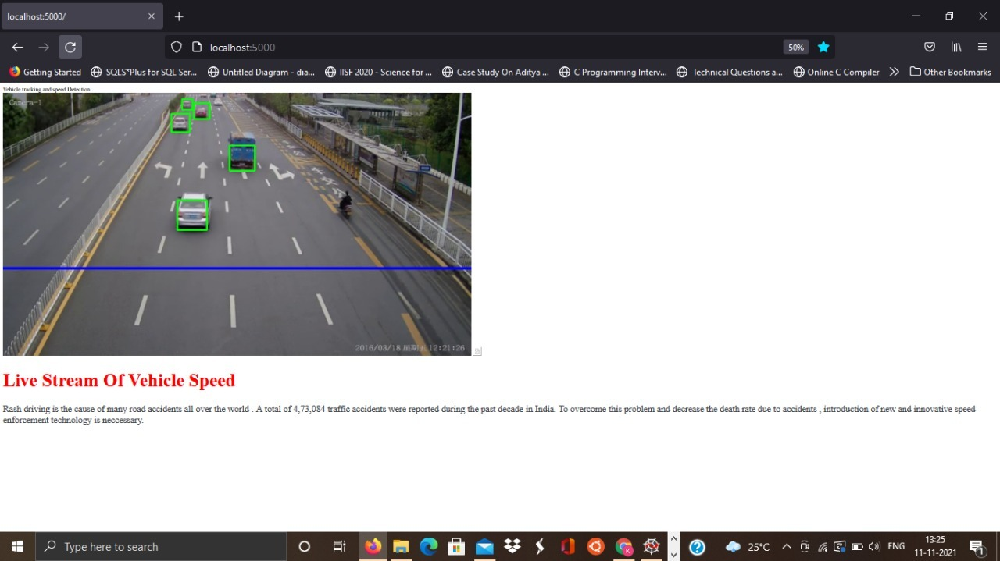 localhost:5000/
localhost:5000
50%
Getting Started
SQLS*Plus for SQL Ser...
Untitled Diagram - dia...
IISF 2020 - Science for ...
Case Study On Aditya ...
C Programming Interv...
Technical Questions a...
Online C Compiler
Other Bookmarks
Vehicle tracking and speed Detection
Camera-1
2016/03/18 星期五 12:21:26
Live Stream Of Vehicle Speed
Rash driving is the cause of many road accidents all over the world . A total of 4,73,084 traffic accidents were reported during the past decade in India. To overcome this problem and decrease the death rate due to accidents , introduction of new and innovative speed
enforcement technology is neccessary.
Type here to search
K
25°C
ENG
13:25
11-11-2021
1